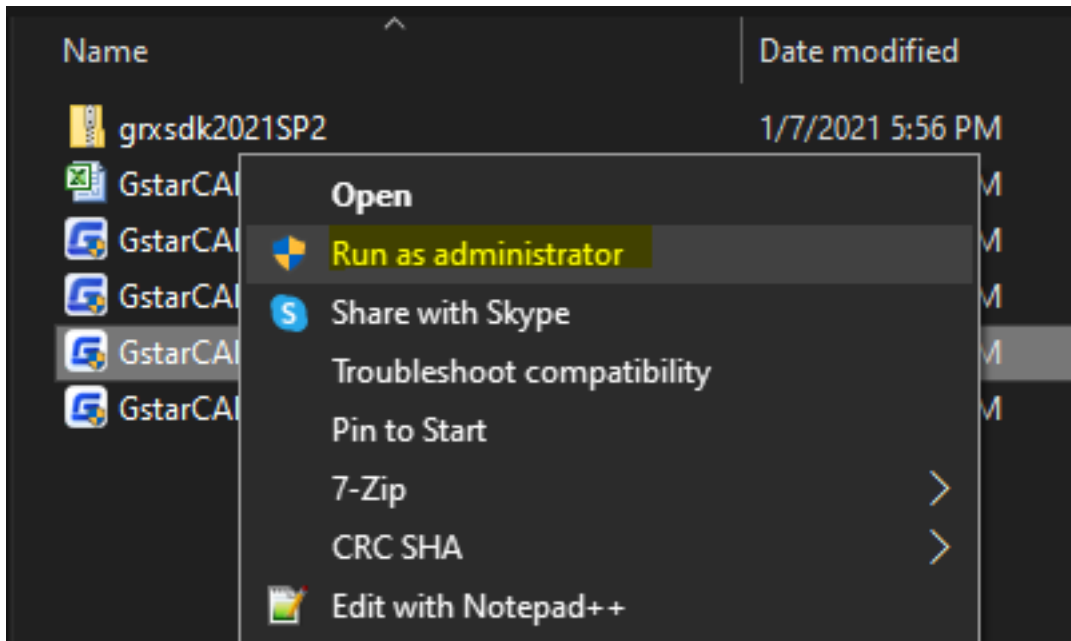 Name Date modified
grxsdk2021SP2 1/7/2021 5:56 PM
GstarCA M
Open
GstarCA M
Run as administrator
GstarCA M
Share with Skype
GstarCA M
Troubleshoot compatibility
GstarCA M
Pin to Start
7-Zip
CRC SHA
Edit with Notepad++